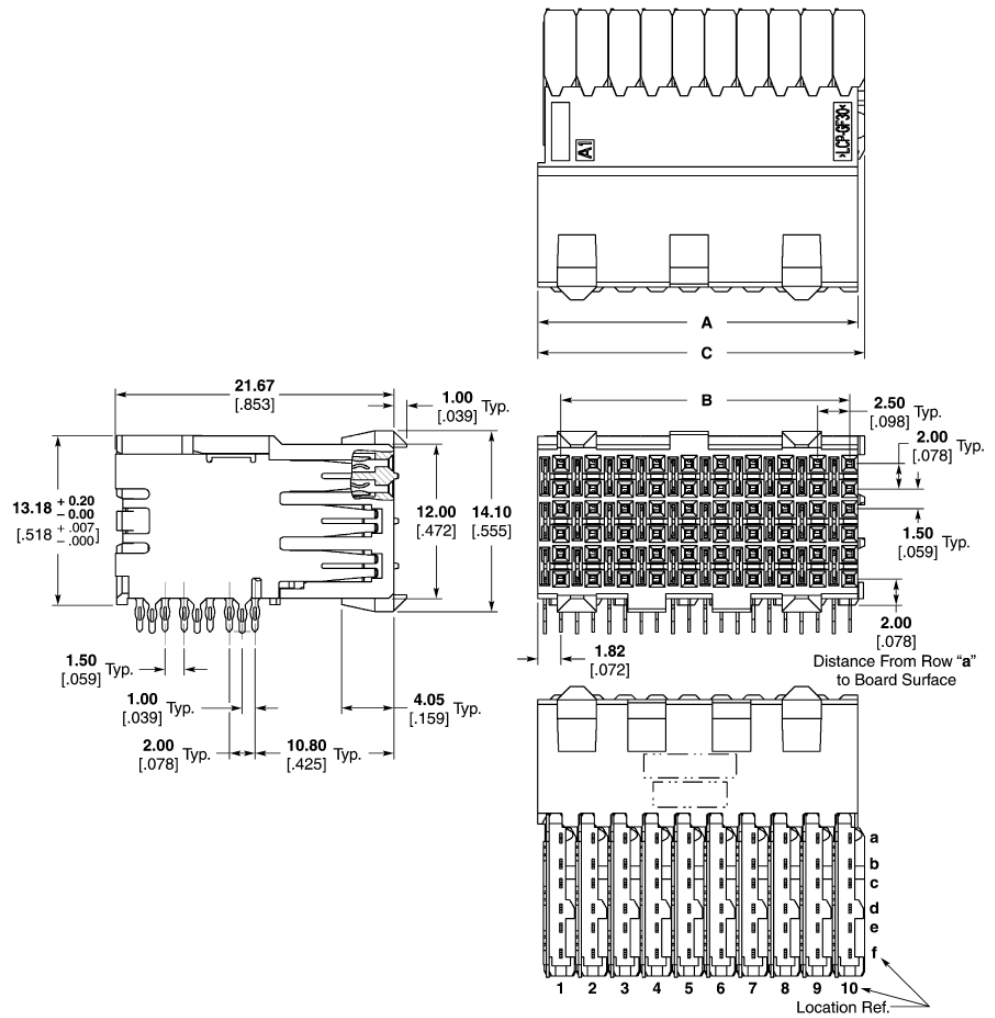 A1
>LCP-GF30<
A
C
21.67
[.853]
1.00
[.039] Typ.
B
2.50
[.098] Typ.
2.00
[.078] Typ.
13.18 + 0.20
- 0.00
[.518 + .007
- .000]
12.00
[.472]
14.10
[.555]
1.50
[.059] Typ.
1.50
[.059] Typ.
1.82
[.072]
2.00
[.078]
Distance From Row "a"
to Board Surface
1.00
[.039] Typ.
4.05
[.159] Typ.
2.00
[.078] Typ.
10.80
[.425] Typ.
a
b
c
d
e
f
1 2 3 4 5 6 7 8 9 10
Location Ref.